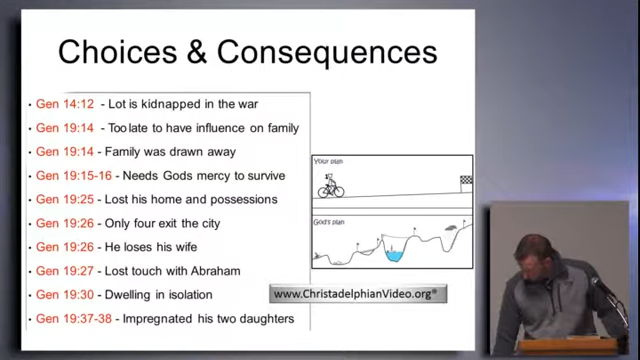 Choices & Consequences
• Gen 14:12 - Lot is kidnapped in the war
• Gen 19:14 - Too late to have influence on family
• Gen 19:14 - Family was drawn away
• Gen 19:15-16 - Needs Gods mercy to survive
• Gen 19:25 - Lost his home and possessions
• Gen 19:26 - Only four exit the city
• Gen 19:26 - He loses his wife
• Gen 19:27 - Lost touch with Abraham
• Gen 19:30 - Dwelling in isolation
• Gen 19:37-38 - Impregnated his two daughters
Your plan
God's plan
www.ChristadelphianVideo.org®